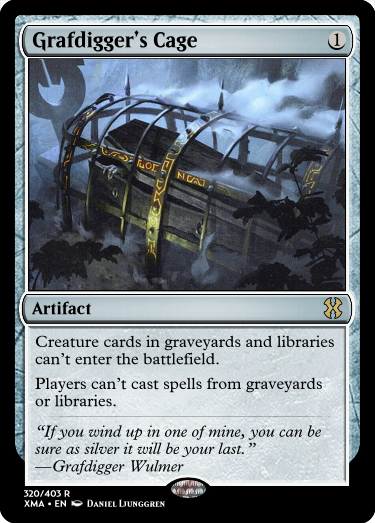 Grafdigger's Cage 1
Artifact
Creature cards in graveyards and libraries
can't enter the battlefield.
Players can't cast spells from graveyards
or libraries.
“If you wind up in one of mine, you can be
sure as silver it will be your last.”
—Grafdigger Wulmer
320/403 R
XMA • EN Daniel Ljunggren